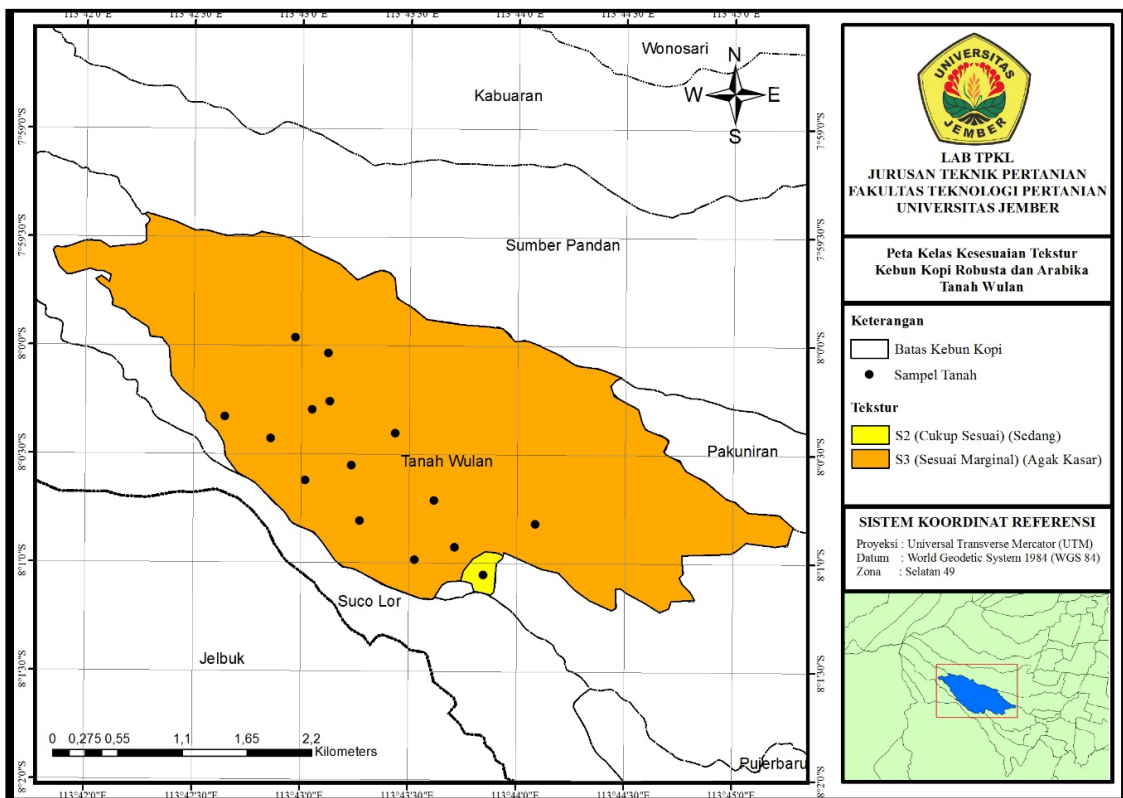 113°42'0"E 113°42'30"E 113°43'0"E 113°43'30"E 113°44'0"E 113°44'30"E 113°45'0"E
Wonosari
N
Kabuaran
W E
S
7°59'0"S 7°59'0"S
Sumber Pandan
7°59'30"S 7°59'30"S
8°0'0"S 8°0'0"S
Tanah Wulan
Pakuniran
8°0'30"S 8°0'30"S
8°1'0"S 8°1'0"S
Suco Lor
Jelbuk
8°1'30"S 8°1'30"S
0 0,275 0,55 1,1 1,65 2,2
Kilometers
Pujerbaru
8°2'0"S 8°2'0"S
113°42'0"E 113°42'30"E 113°43'0"E 113°43'30"E 113°44'0"E 113°44'30"E 113°45'0"E
UNIVERSITAS
JEMBER
LAB TPKL
JURUSAN TEKNIK PERTANIAN
FAKULTAS TEKNOLOGI PERTANIAN
UNIVERSITAS JEMBER
Peta Kelas Kesesuaian Tekstur
Kebun Kopi Robusta dan Arabika
Tanah Wulan
Keterangan
Batas Kebun Kopi
Sampel Tanah
Tekstur
S2 (Cukup Sesuai) (Sedang)
S3 (Sesuai Marginal) (Agak Kasar)
SISTEM KOORDINAT REFERENSI
Proyeksi : Universal Transverse Mercator (UTM)
Datum : World Geodetic System 1984 (WGS 84)
Zona : Selatan 49